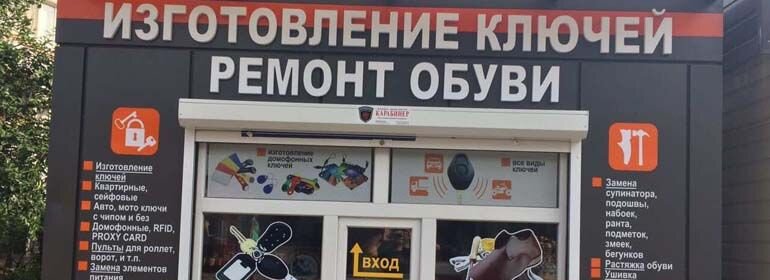 ИЗГОТОВЛЕНИЕ КЛЮЧЕЙ
РЕМОНТ ОБУВИ
КАРАБИНЕР
ИЗГОТОВЛЕНИЕ
ДОМОФОННЫХ
КЛЮЧЕЙ
ВСЕ ВИДЫ
КЛЮЧЕЙ
Изготовление
ключей
Квартирные,
сейфовые
Авто, мото ключи
с чипом и без
Домофонные, RFID,
PROXY CARD
Пульты для роллет,
ворот, и т.п.
Замена элементов
питания
ВХОД
Замена
супинатора,
подошвы,
набоек,
ранта,
подметок,
змеек,
бегунков
Растяжка обуви
Ушивка